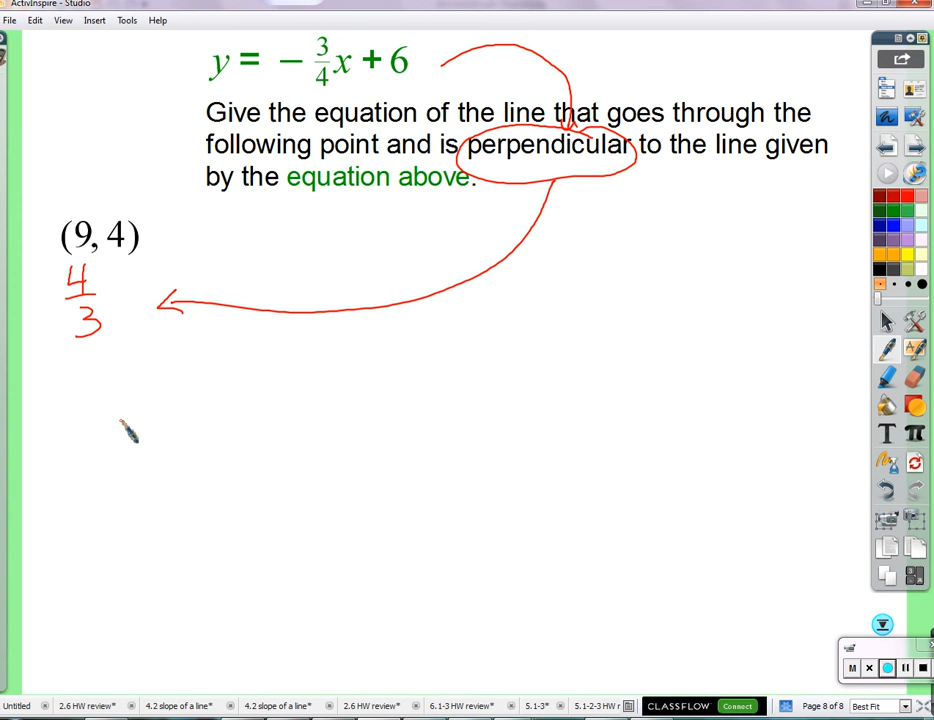 ActivInspire - Studio
File Edit View Insert Tools Help
y = − 3/4 x + 6
Give the equation of the line that goes through the
following point and is perpendicular to the line given
by the equation above.
(9, 4)
4
3
M
Untitled 2.6 HW review* 4.2 slope of a line* 4.2 slope of a line* 2.6 HW review* 6.1-3 HW review* 5.1-3* 5.1-2-3 HW r CLASSFLOW Connect Page 8 of 8 Best Fit